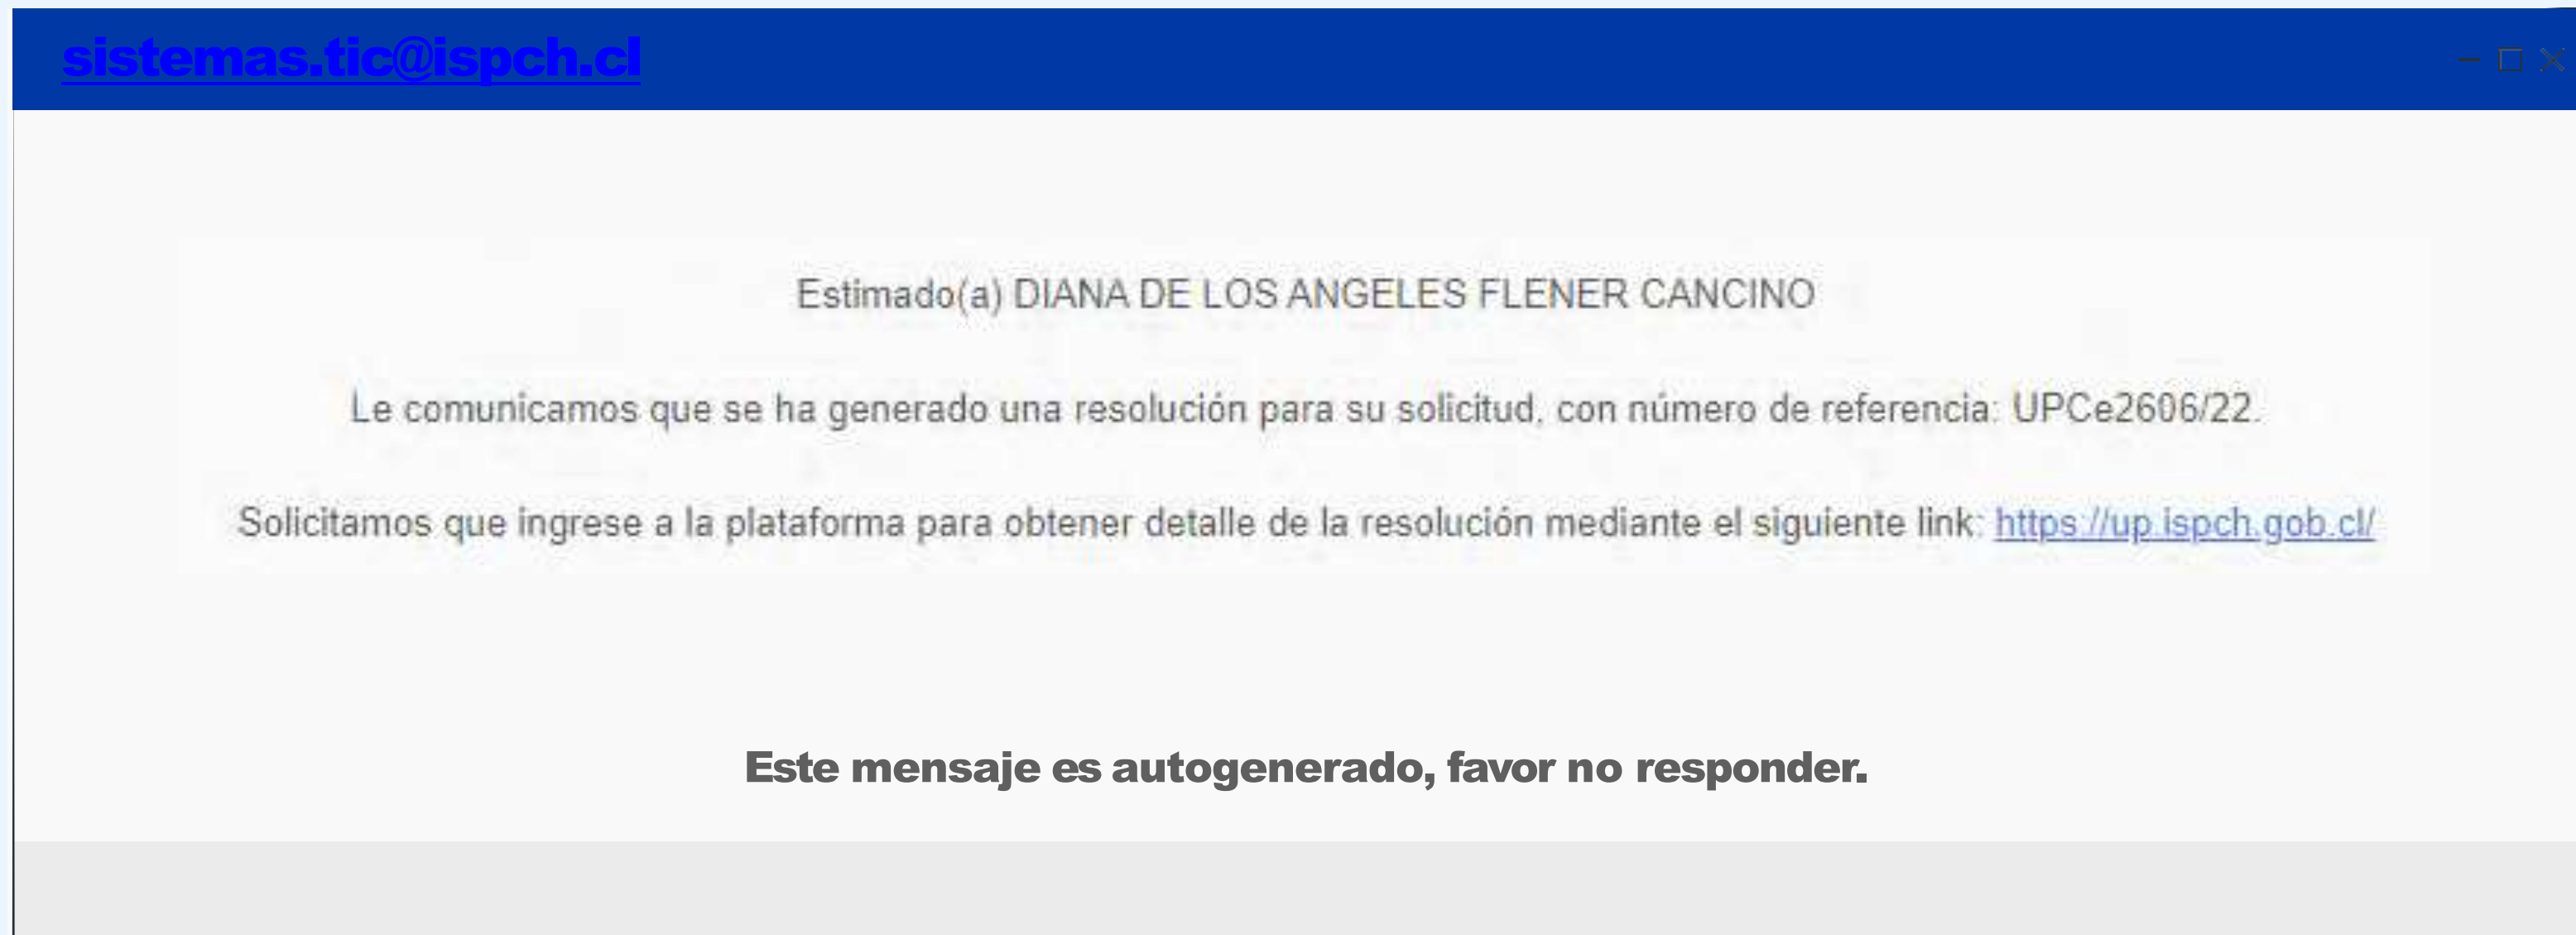 sistemas.tic@ispch.cl
Estimado(a) DIANA DE LOS ANGELES FLENER CANCINO
Le comunicamos que se ha generado una resolución para su solicitud, con número de referencia: UPCe2606/22.
Solicitamos que ingrese a la plataforma para obtener detalle de la resolución mediante el siguiente link: https://up.ispch.gob.cl/
Este mensaje es autogenerado, favor no responder.